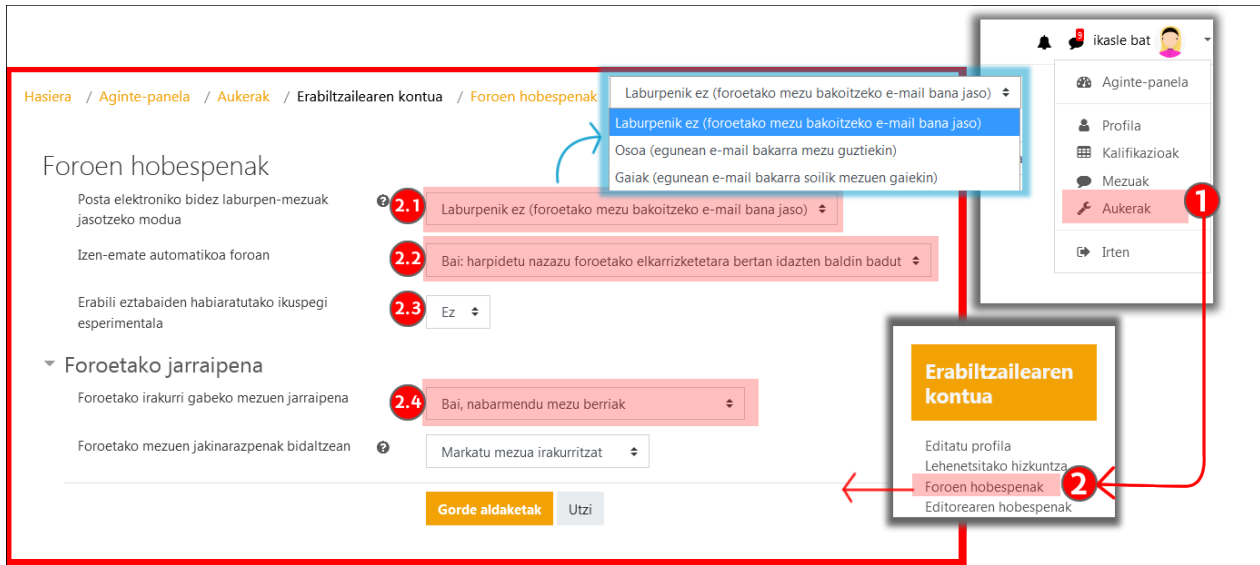 9 ikasle bat
Aginte-panela
Profila
Kalifikazioak
Mezuak
Aukerak
1
Irten
Hasiera / Aginte-panela / Aukerak / Erabiltzailearen kontua / Foroen hobespenak
Laburpenik ez (foroetako mezu bakoitzeko e-mail bana jaso)
Laburpenik ez (foroetako mezu bakoitzeko e-mail bana jaso)
Osoa (egunean e-mail bakarra mezu guztiekin)
Gaiak (egunean e-mail bakarra soilik mezuen gaiekin)
Foroen hobespenak
Posta elektroniko bidez laburpen-mezuak
jasotzeko modua
2.1
Laburpenik ez (foroetako mezu bakoitzeko e-mail bana jaso)
Izen-emate automatikoa foroan
2.2
Bai: harpidetu nazazu foroetako elkarrizketetara bertan idazten baldin badut
Erabili eztabaiden habiaratutako ikuspegi
esperimentala
2.3
Ez
Foroetako jarraipena
Foroetako irakurri gabeko mezuen jarraipena
2.4
Bai, nabarmendu mezu berriak
Foroetako mezuen jakinarazpenak bidaltzean
Markatu mezua irakurritzat
Gorde aldaketak Utzi
Erabiltzailearen
kontua
Editatu profila
Lehenetsitako hizkuntza
Foroen hobespenak
2
Editorearen hobespenak